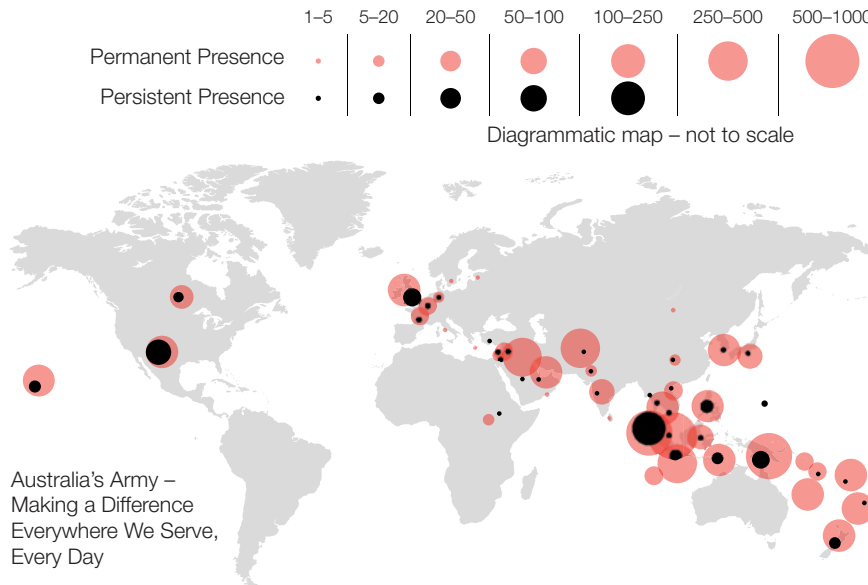 1–5 5–20 20–50 50–100 100–250 250–500 500–1000
Permanent Presence
Persistent Presence
Diagrammatic map – not to scale
Australia's Army –
Making a Difference
Everywhere We Serve,
Every Day